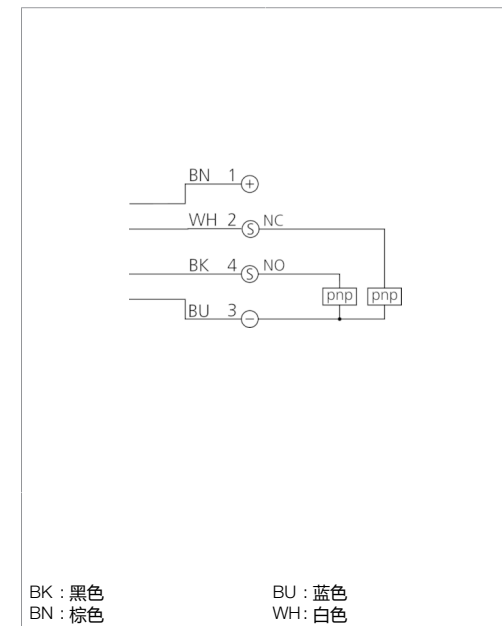 BN 1 +
WH 2 S NC
BK 4 S NO
pnp pnp
BU 3 −
BK : 黑色 BU : 蓝色
BN : 棕色 WH: 白色